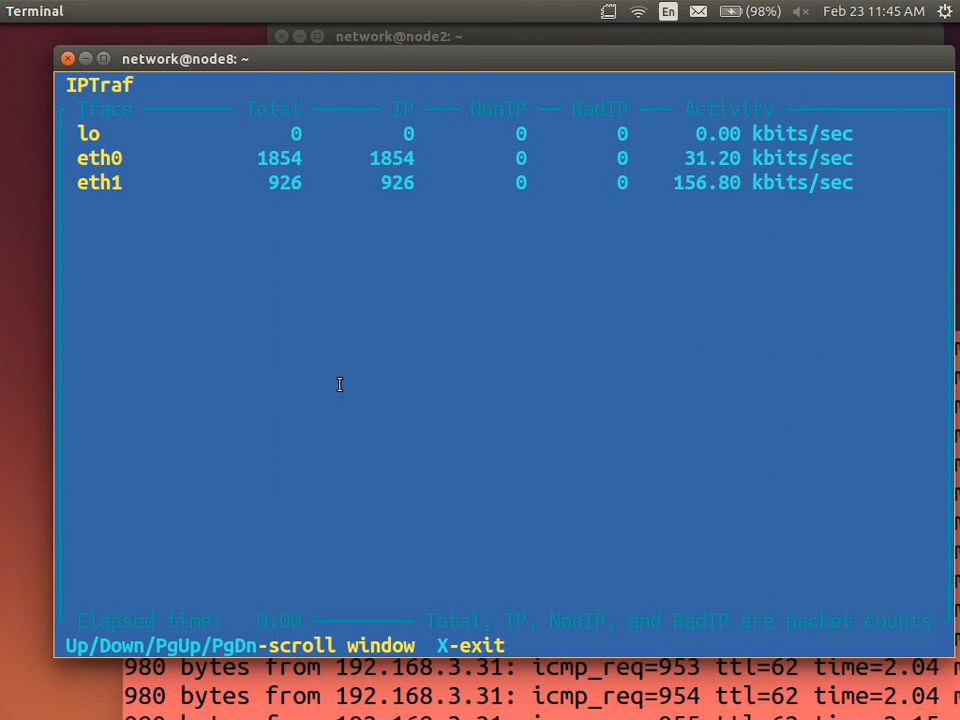 Terminal
En
(98%)
Feb 23 11:45 AM
network@node2: ~
network@node8: ~
IPTraf
Iface Total IP NonIP BadIP Activity
lo 0 0 0 0 0.00 kbits/sec
eth0 1854 1854 0 0 31.20 kbits/sec
eth1 926 926 0 0 156.80 kbits/sec
Elapsed time: 0:00 Total, IP, NonIP, and BadIP are packet counts
Up/Down/PgUp/PgDn-scroll window X-exit
980 bytes from 192.168.3.31: icmp_req=953 ttl=62 time=2.04 m
980 bytes from 192.168.3.31: icmp_req=954 ttl=62 time=2.04 m